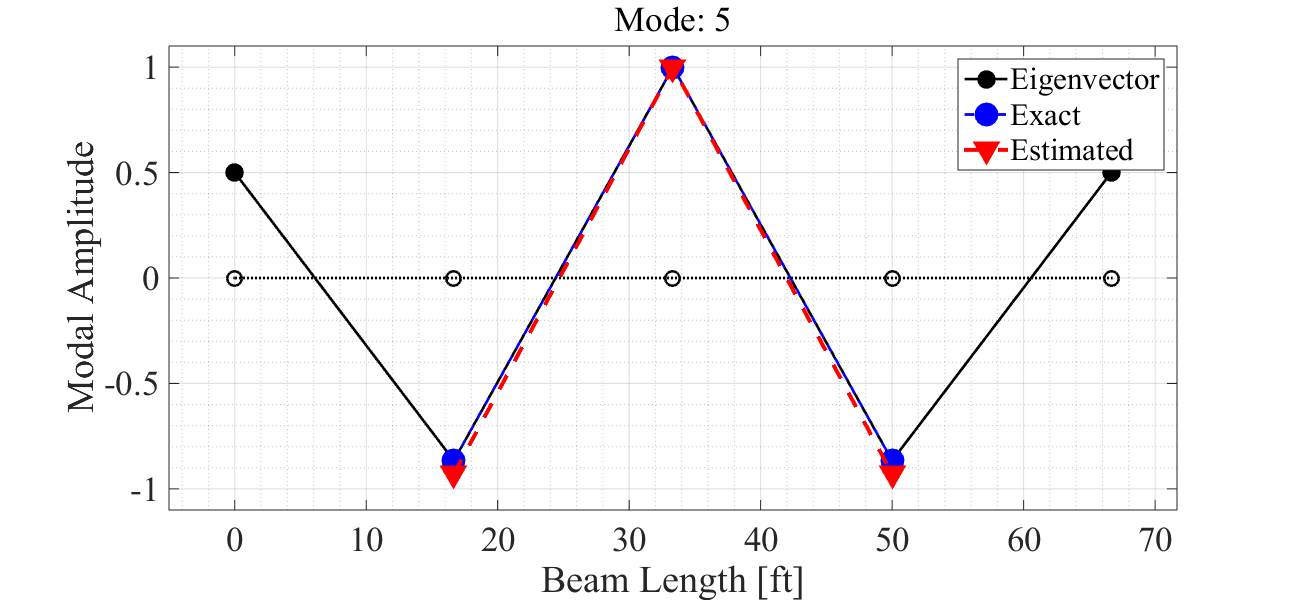 Mode: 5
1
0.5
0
-0.5
-1
Modal Amplitude
Eigenvector
Exact
Estimated
0 10 20 30 40 50 60 70
Beam Length [ft]